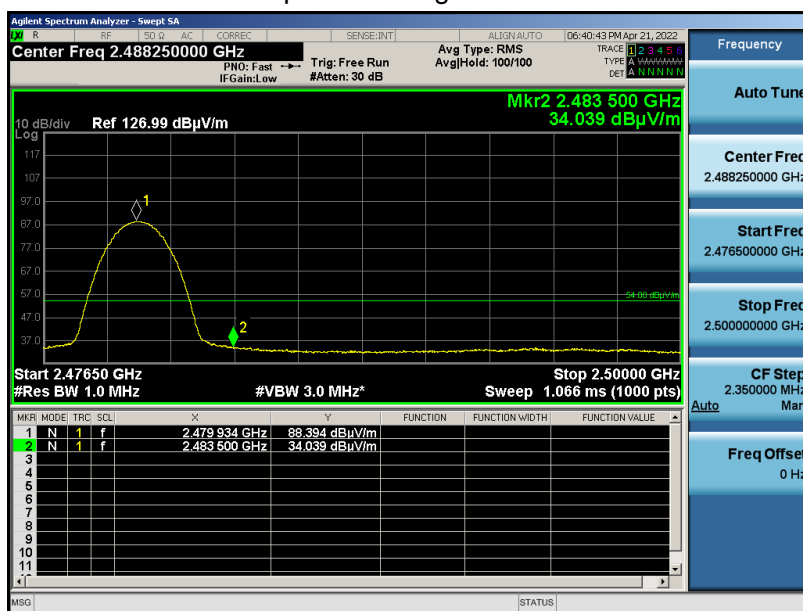 Agilent Spectrum Analyzer - Swept SA
LXI R RF 50 Ω AC CORREC SENSE:INT ALIGN AUTO 06:40:43 PM Apr 21, 2022
Center Freq 2.488250000 GHz Avg Type: RMS TRACE 1 2 3 4 5 6
PNO: Fast Trig: Free Run Avg|Hold: 100/100 TYPE A WWWWW
IFGain:Low #Atten: 30 dB DET A N N N N N
Mkr2 2.483 500 GHz
34.039 dBµV/m
10 dB/div Ref 126.99 dBµV/m
Log
117
107
97.0
87.0
77.0
67.0
57.0
47.0
37.0
1
2
54.00 dBµV/m
Start 2.47650 GHz Stop 2.50000 GHz
#Res BW 1.0 MHz #VBW 3.0 MHz* Sweep 1.066 ms (1000 pts)
MKR MODE TRC SCL X Y FUNCTION FUNCTION WIDTH FUNCTION VALUE
1 N 1 f 2.479 934 GHz 88.394 dBµV/m
2 N 1 f 2.483 500 GHz 34.039 dBµV/m
3
4
5
6
7
8
9
10
11
MSG STATUS
Frequency
Auto Tune
Center Freq
2.488250000 GHz
Start Freq
2.476500000 GHz
Stop Freq
2.500000000 GHz
CF Step
2.350000 MHz
Auto Man
Freq Offset
0 Hz